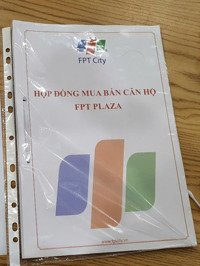 FPT City
HỢP ĐỒNG MUA BÁN CĂN HỘ
FPT PLAZA